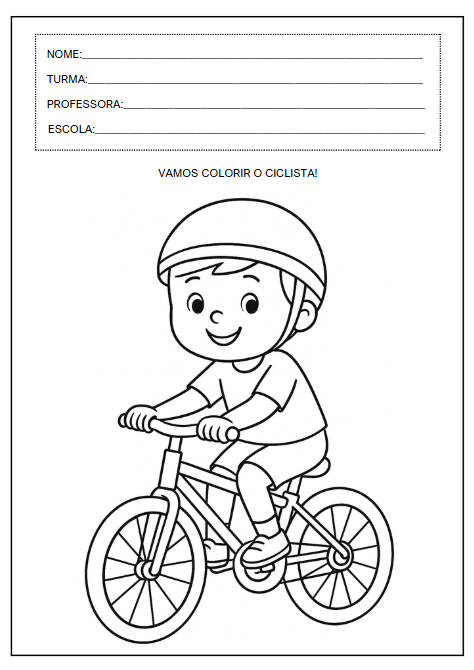 NOME:
TURMA:
PROFESSORA:
ESCOLA:
VAMOS COLORIR O CICLISTA!